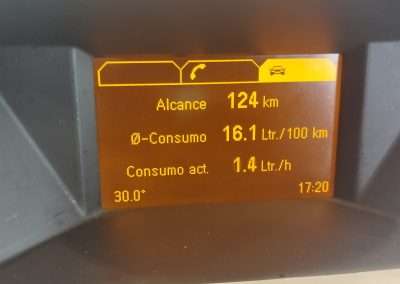 Alcance 124 km
Ø-Consumo 16.1 Ltr./100 km
Consumo act. 1.4 Ltr./h
30.0° 17:20